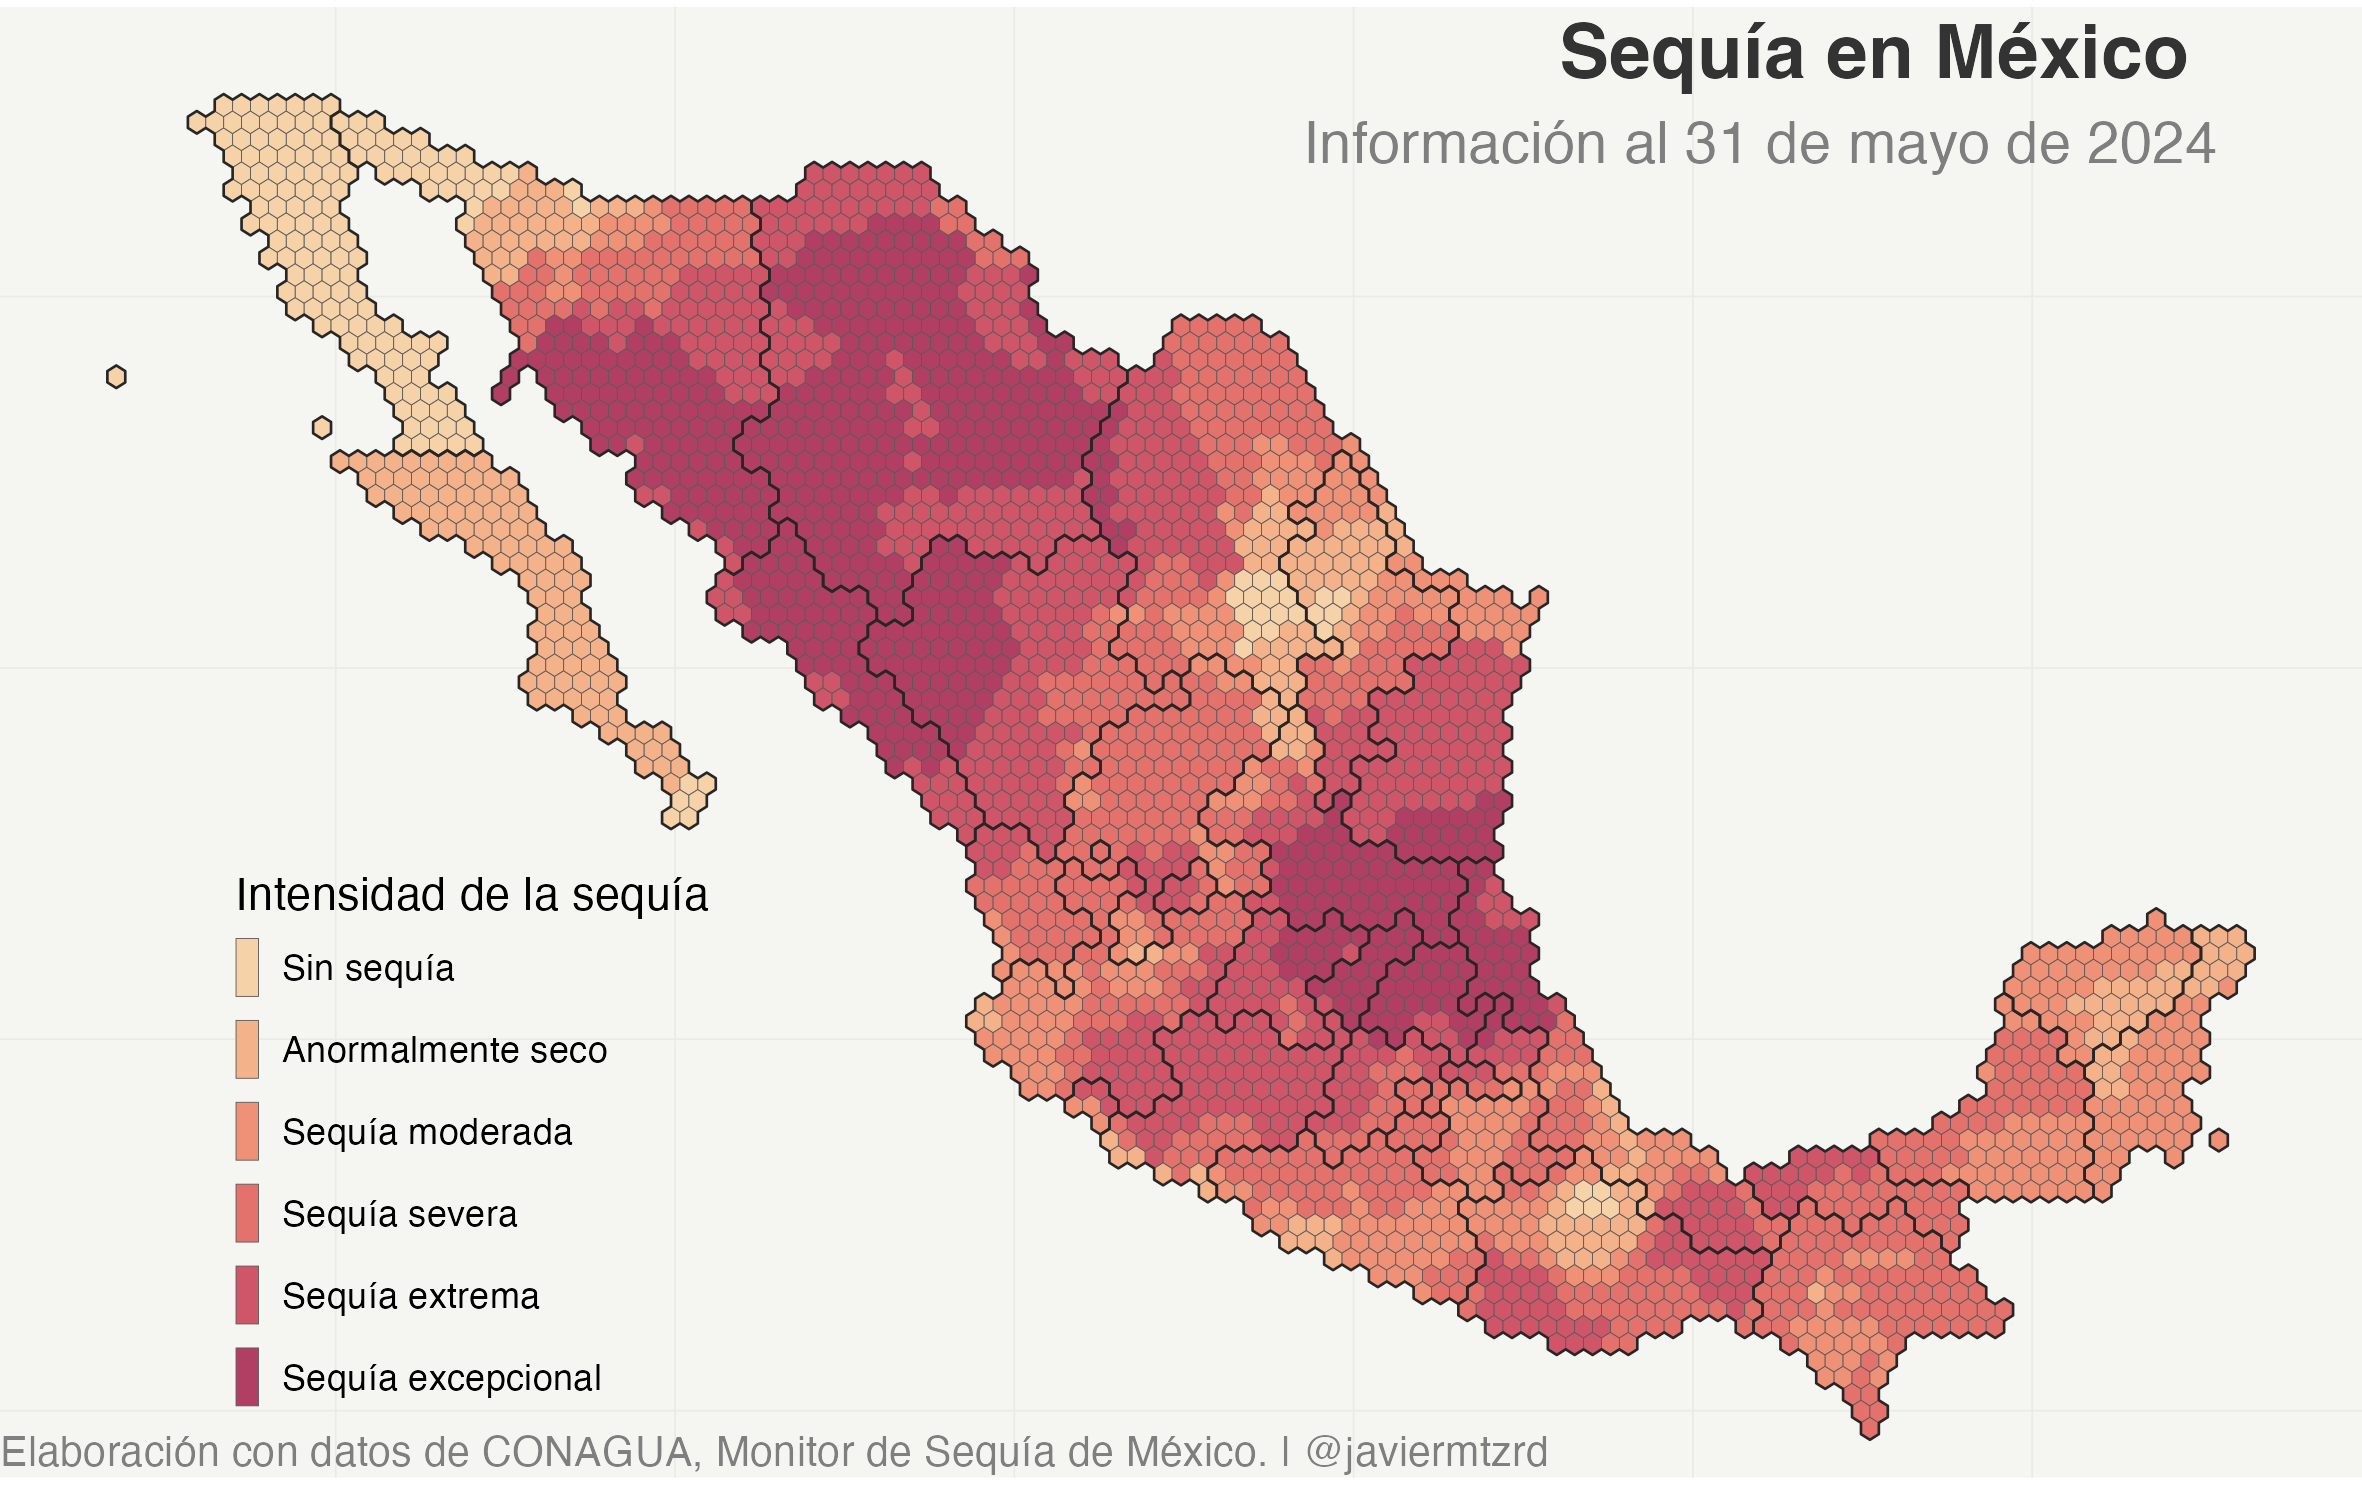 Sequía en México
Información al 31 de mayo de 2024
Intensidad de la sequía
Sin sequía
Anormalmente seco
Sequía moderada
Sequía severa
Sequía extrema
Sequía excepcional
Elaboración con datos de CONAGUA, Monitor de Sequía de México. | @javiermtzrd